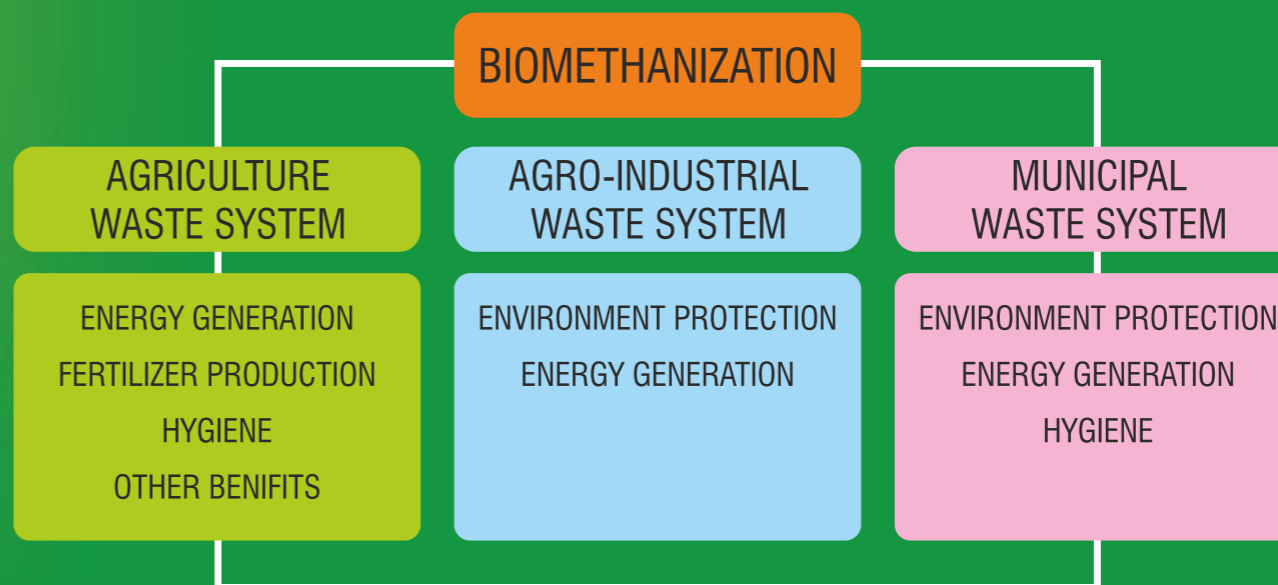 BIOMETHANIZATION
AGRICULTURE
WASTE SYSTEM
ENERGY GENERATION
FERTILIZER PRODUCTION
HYGIENE
OTHER BENIFITS
AGRO-INDUSTRIAL
WASTE SYSTEM
ENVIRONMENT PROTECTION
ENERGY GENERATION
MUNICIPAL
WASTE SYSTEM
ENVIRONMENT PROTECTION
ENERGY GENERATION
HYGIENE